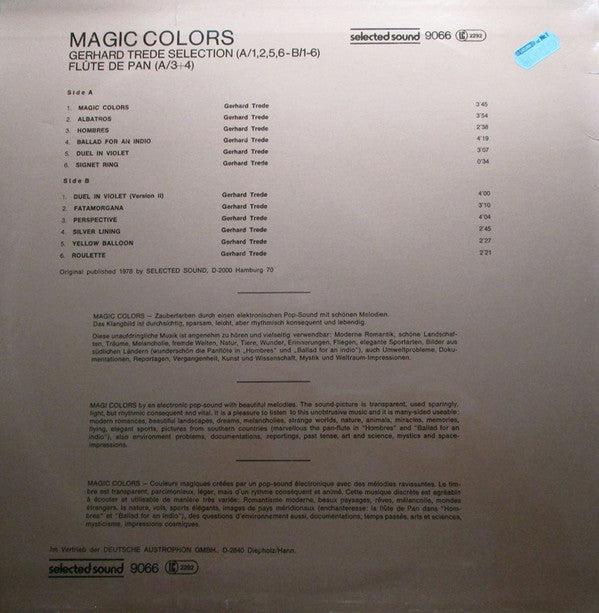 MAGIC COLORS
GERHARD TREDE SELECTION (A/1,2,5,6-B/1-6)
FLÛTE DE PAN (A/3+4)
selected sound 9066 LC 2292
Side A
1. MAGIC COLORS Gerhard Trede 3'45
2. ALBATROS Gerhard Trede 3'54
3. HOMBRES Gerhard Trede 2'38
4. BALLAD FOR AN INDIO Gerhard Trede 4'19
5. DUEL IN VIOLET Gerhard Trede 3'07
6. SIGNET RING Gerhard Trede 0'34
Side B
1. DUEL IN VIOLET (Version II) Gerhard Trede 4'00
2. FATAMORGANA Gerhard Trede 3'10
3. PERSPECTIVE Gerhard Trede 4'04
4. SILVER LINING Gerhard Trede 2'45
5. YELLOW BALLOON Gerhard Trede 2'27
6. ROULETTE Gerhard Trede 2'21
Original published 1978 by SELECTED SOUND, D-2000 Hamburg 70
MAGIC COLORS – Zauberfarben durch einen elektronischen Pop-Sound mit schönen Melodien.
Das Klangbild ist durchsichtig, sparsam, leicht, aber rhythmisch konsequent und lebendig.
Diese unaufdringliche Musik ist angenehm zu hören und vielseitig verwendbar: Moderne Romantik, schöne Landschaf-
ten, Träume, Melancholie, fremde Welten, Natur, Tiere, Wunder, Erinnerungen, Fliegen, elegante Sportarten, Bilder aus
südlichen Ländern (wunderschön die Panflöte in „Hombres" und „Ballad for an indio"), auch Umweltprobleme, Doku-
mentationen, Reportagen, Vergangenheit, Kunst und Wissenschaft, Mystik und Weltraum-Impressionen.
MAGI COLORS by an electronic pop-sound with beautiful melodies. The sound-picture is transparent, used sparingly,
light, but rhythmic consequent and vital. It is a pleasure to listen to this unobtrusive music and it is many-sided useable:
modern romances, beautiful landscapes, dreams, melancholies, strange worlds, nature, animals, miracles, memories,
flying, elegant sports, pictures from southern countries (marvellous the pan-flute in "Hombres" and "Ballad for an
indio"), also environment problems, documentations, reportings, past tense, art and science, mystics and space-
impressions.
MAGIC COLORS – Couleurs magiques créées par un pop-sound électronique avec des mélodies ravissantes. Le tim-
bre est transparent, parcimonieux, léger, mais d'un rytme conséquent et animé. Cette musique discrète est agréable
à écouter et utilisable de manière très variée: Romantisme moderne, beaux paysages, rêves, mélancolie, mondes
étrangers, la nature, vols, sports élégants, images de pays méridionaux (enchanteresse: la flûte de Pan dans "Hom-
bres" et "Ballad for an indio"), des questions d'environnement aussi, documentations, temps passés, arts et sciences,
mysticisme, impressions cosmiques.
Im Vertrieb der DEUTSCHE AUSTROPHON GMBH, D-2840 Diepholz/Hann.
selected sound 9066 LC 2292